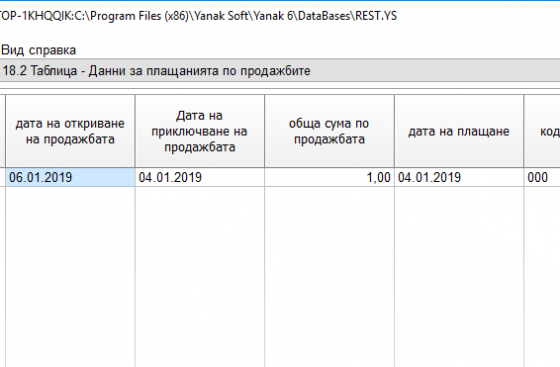 TOP-1KHQQIK:C:\Program Files (x86)\Yanak Soft\Yanak 6\DataBases\REST.YS
Вид справка
18.2 Таблица - Данни за плащанията по продажбите
дата на откриване
на продажбата
Дата на
приключване на
продажбата
обща сума по
продажбата
дата на плащане
код
06.01.2019
04.01.2019
1,00
04.01.2019
000